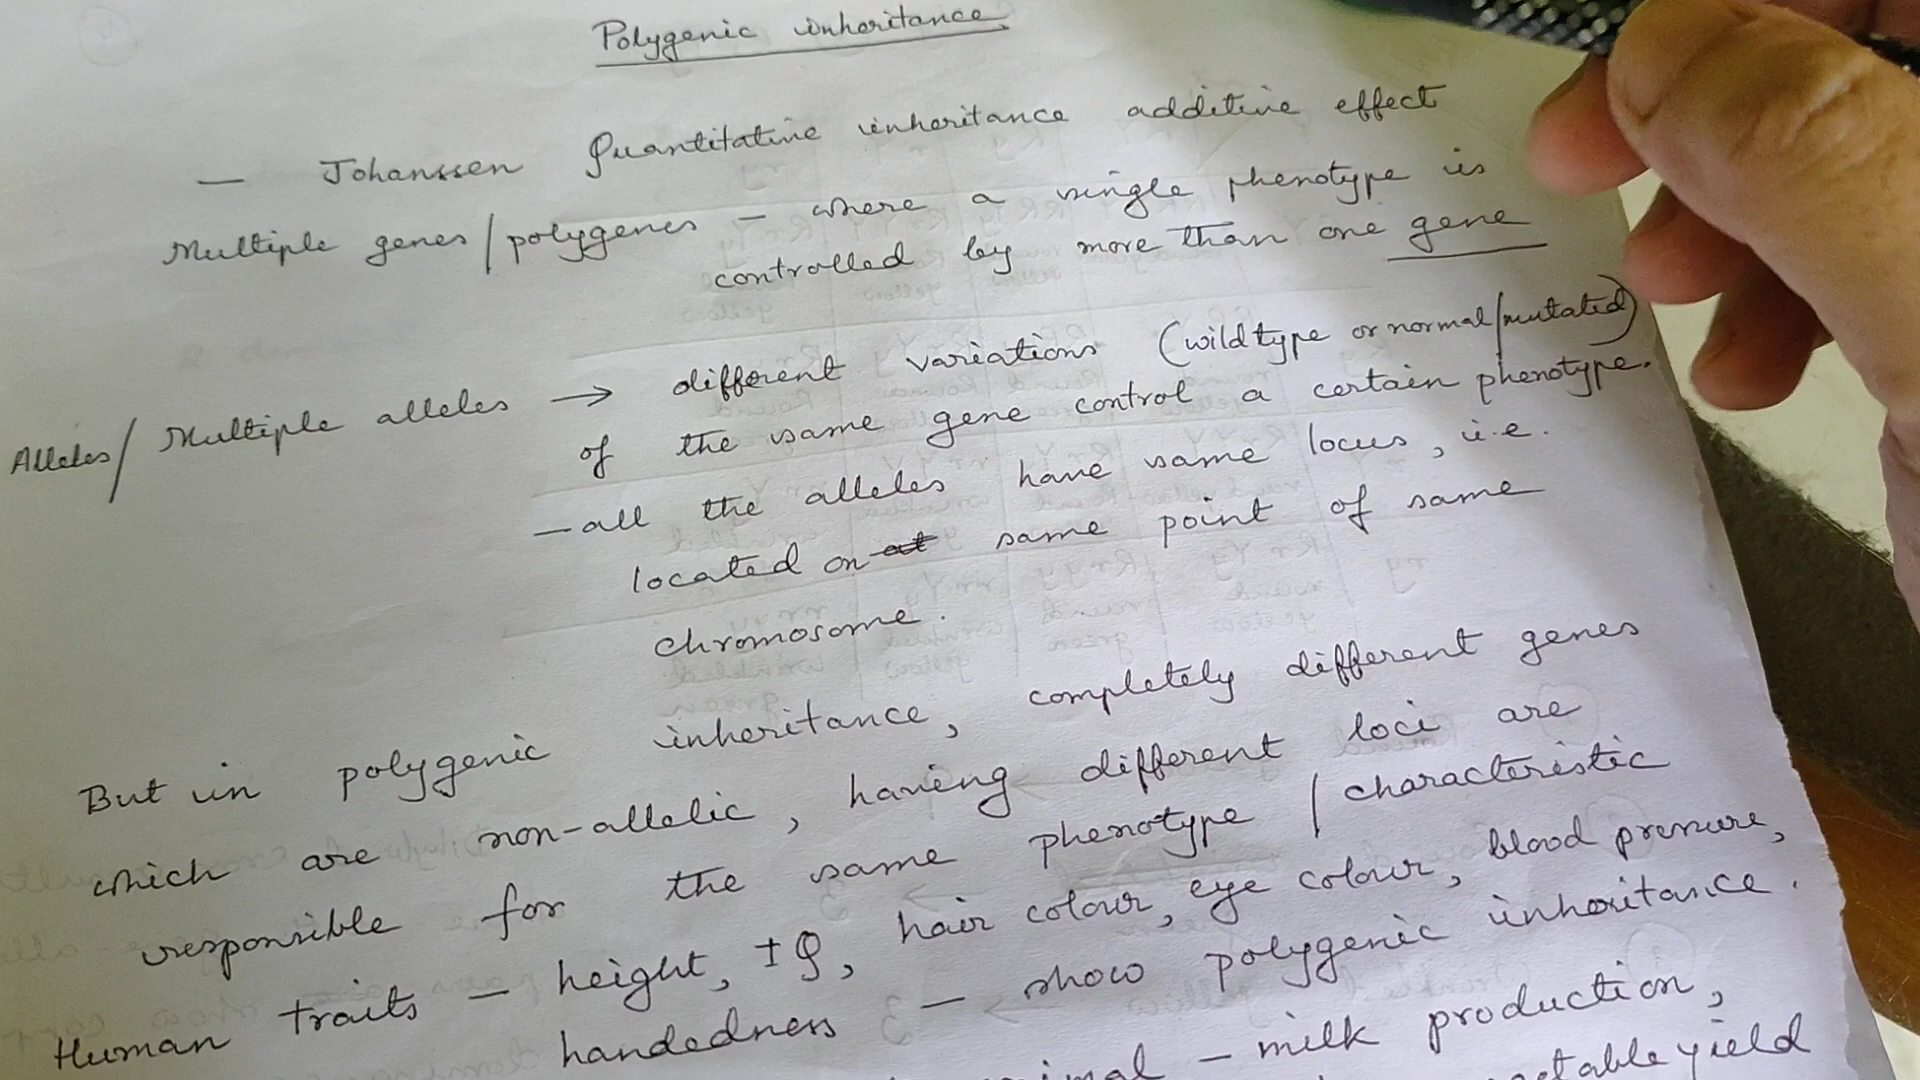 Polygenic inheritance
— Johanssen Quantitative inheritance additive effect
Multiple genes/polygenes – where a single phenotype is
controlled by more than one gene
Alleles/Multiple alleles → different variations (wild type or normal/mutated)
of the same gene control a certain phenotype.
– all the alleles have same locus, i.e.
located on at same point of same
chromosome.
But in polygenic inheritance, completely different genes
which are non-allelic, having different loci are
responsible for the same phenotype / characteristic
Human traits – height, IQ, hair colour, eye colour, blood pressure,
handedness – show polygenic inheritance.
– milk production,
yield